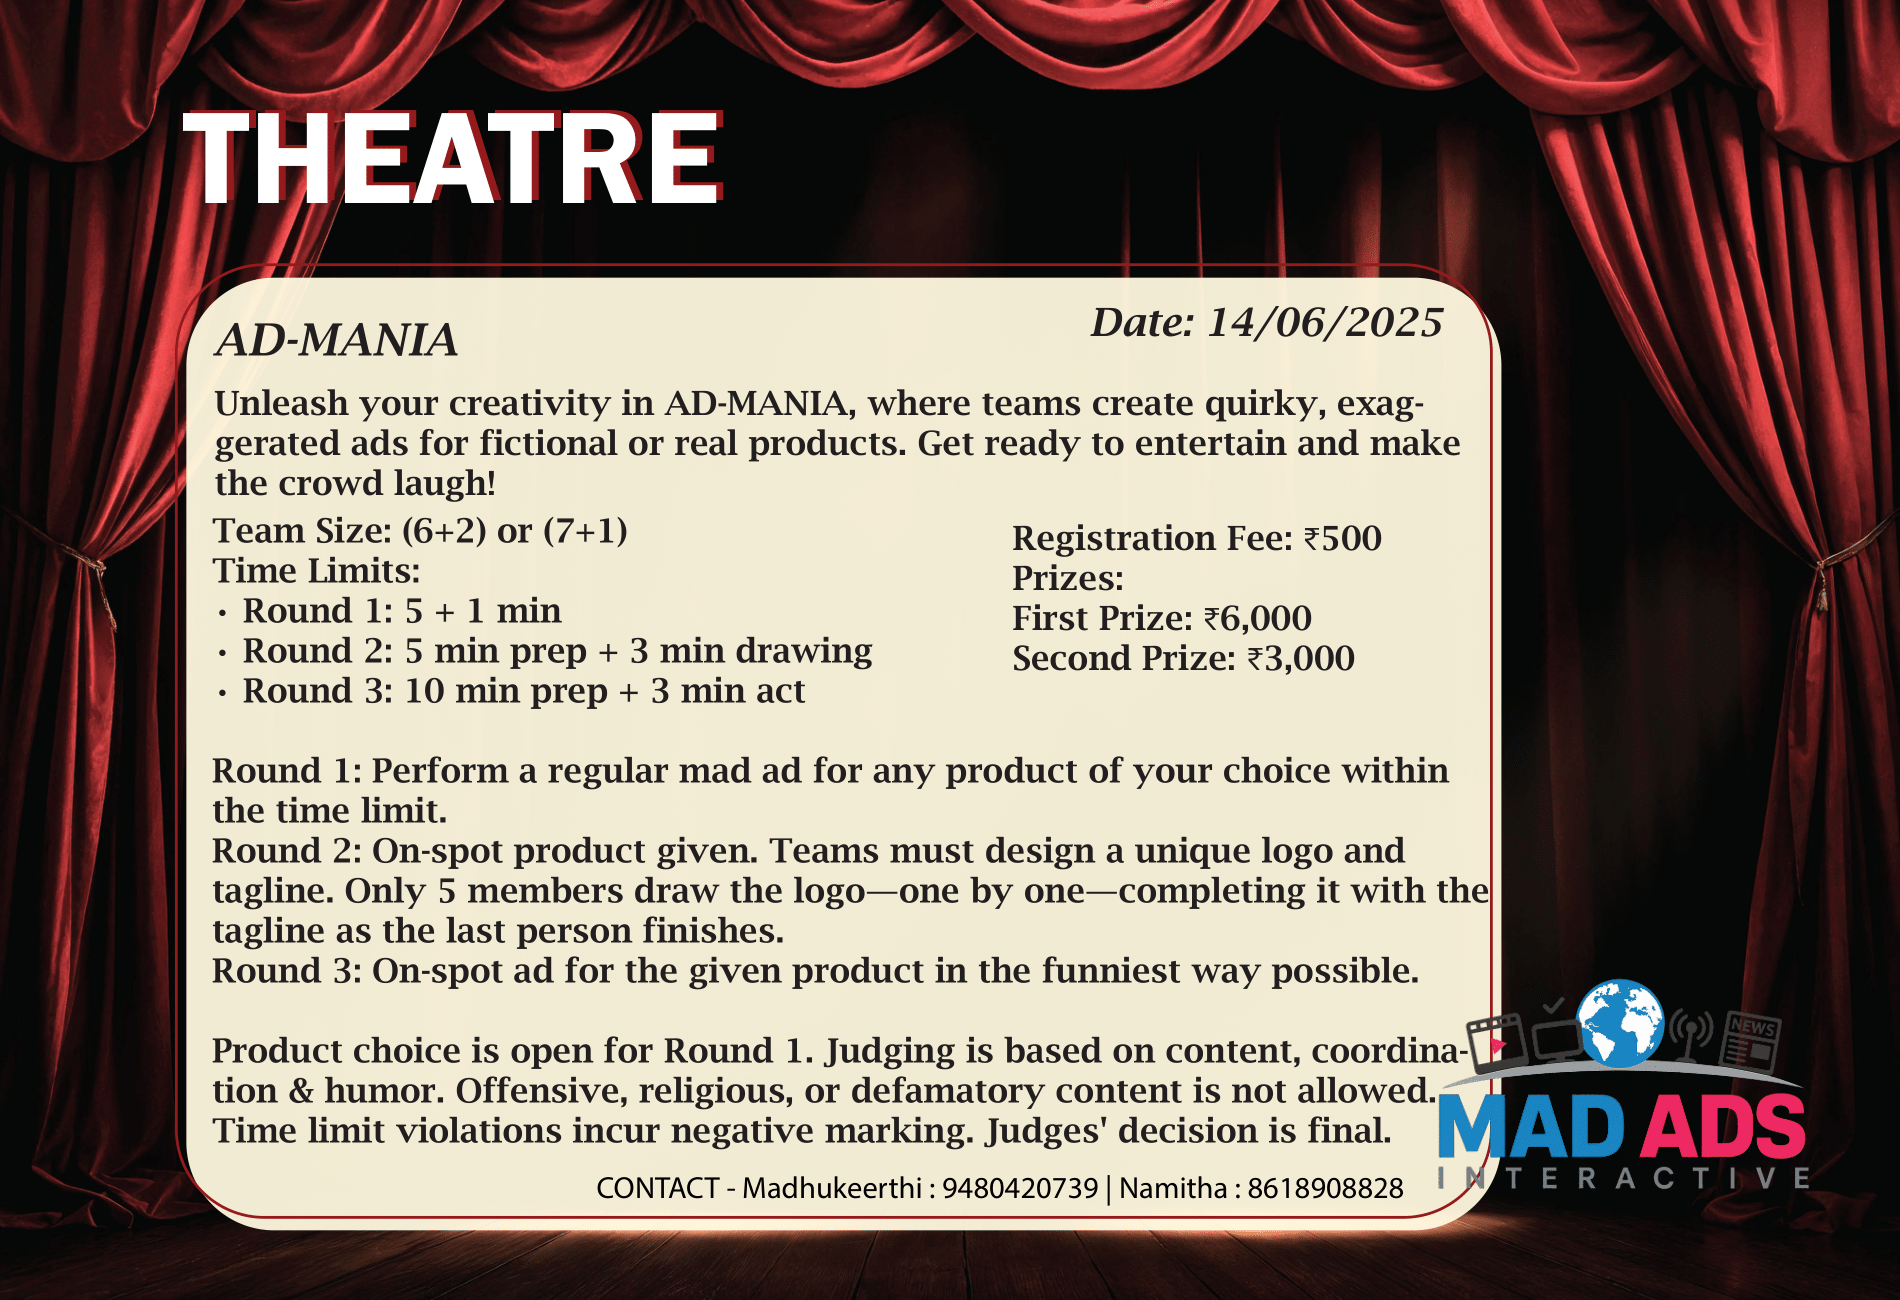 THEATRE
AD-MANIA
Date: 14/06/2025
Unleash your creativity in AD-MANIA, where teams create quirky, exag-
gerated ads for fictional or real products. Get ready to entertain and make
the crowd laugh!
Team Size: (6+2) or (7+1)
Time Limits:
· Round 1: 5 + 1 min
· Round 2: 5 min prep + 3 min drawing
· Round 3: 10 min prep + 3 min act
Registration Fee: ₹500
Prizes:
First Prize: ₹6,000
Second Prize: ₹3,000
Round 1: Perform a regular mad ad for any product of your choice within
the time limit.
Round 2: On-spot product given. Teams must design a unique logo and
tagline. Only 5 members draw the logo—one by one—completing it with the
tagline as the last person finishes.
Round 3: On-spot ad for the given product in the funniest way possible.
Product choice is open for Round 1. Judging is based on content, coordina-
tion & humor. Offensive, religious, or defamatory content is not allowed.
Time limit violations incur negative marking. Judges' decision is final.
CONTACT - Madhukeerthi : 9480420739 | Namitha : 8618908828
NEWS
MAD ADS
INTERACTIVE